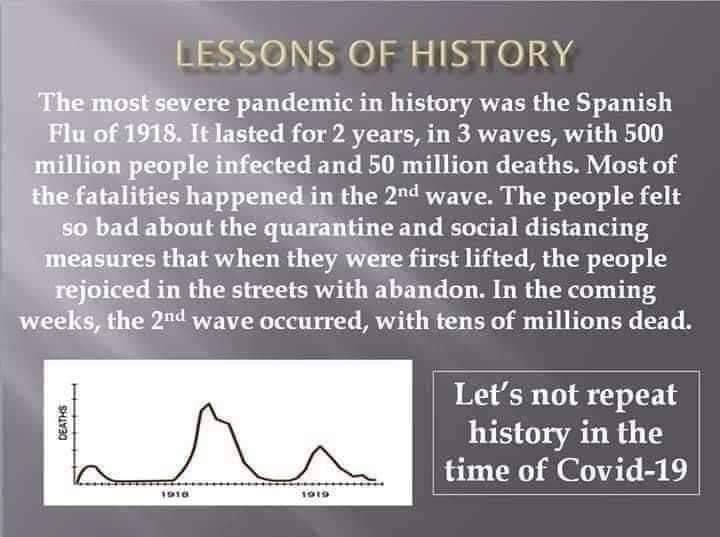 LESSONS OF HISTORY
The most severe pandemic in history was the Spanish
Flu of 1918. It lasted for 2 years, in 3 waves, with 500
million people infected and 50 million deaths. Most of
the fatalities happened in the 2nd wave. The people felt
so bad about the quarantine and social distancing
measures that when they were first lifted, the people
rejoiced in the streets with abandon. In the coming
weeks, the 2nd wave occurred, with tens of millions dead.
DEATHS
1918
1919
Let's not repeat
history in the
time of Covid-19